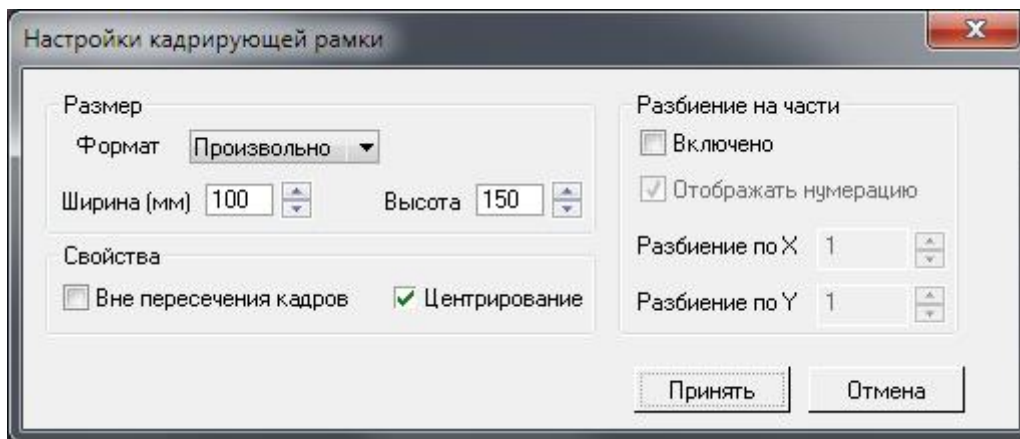 Настройки кадрирующей рамки
Размер
Формат Произвольно
Ширина (мм) 100 Высота 150
Свойства
Вне пересечения кадров Центрирование
Разбиение на части
Включено
Отображать нумерацию
Разбиение по X 1
Разбиение по Y 1
Принять Отмена